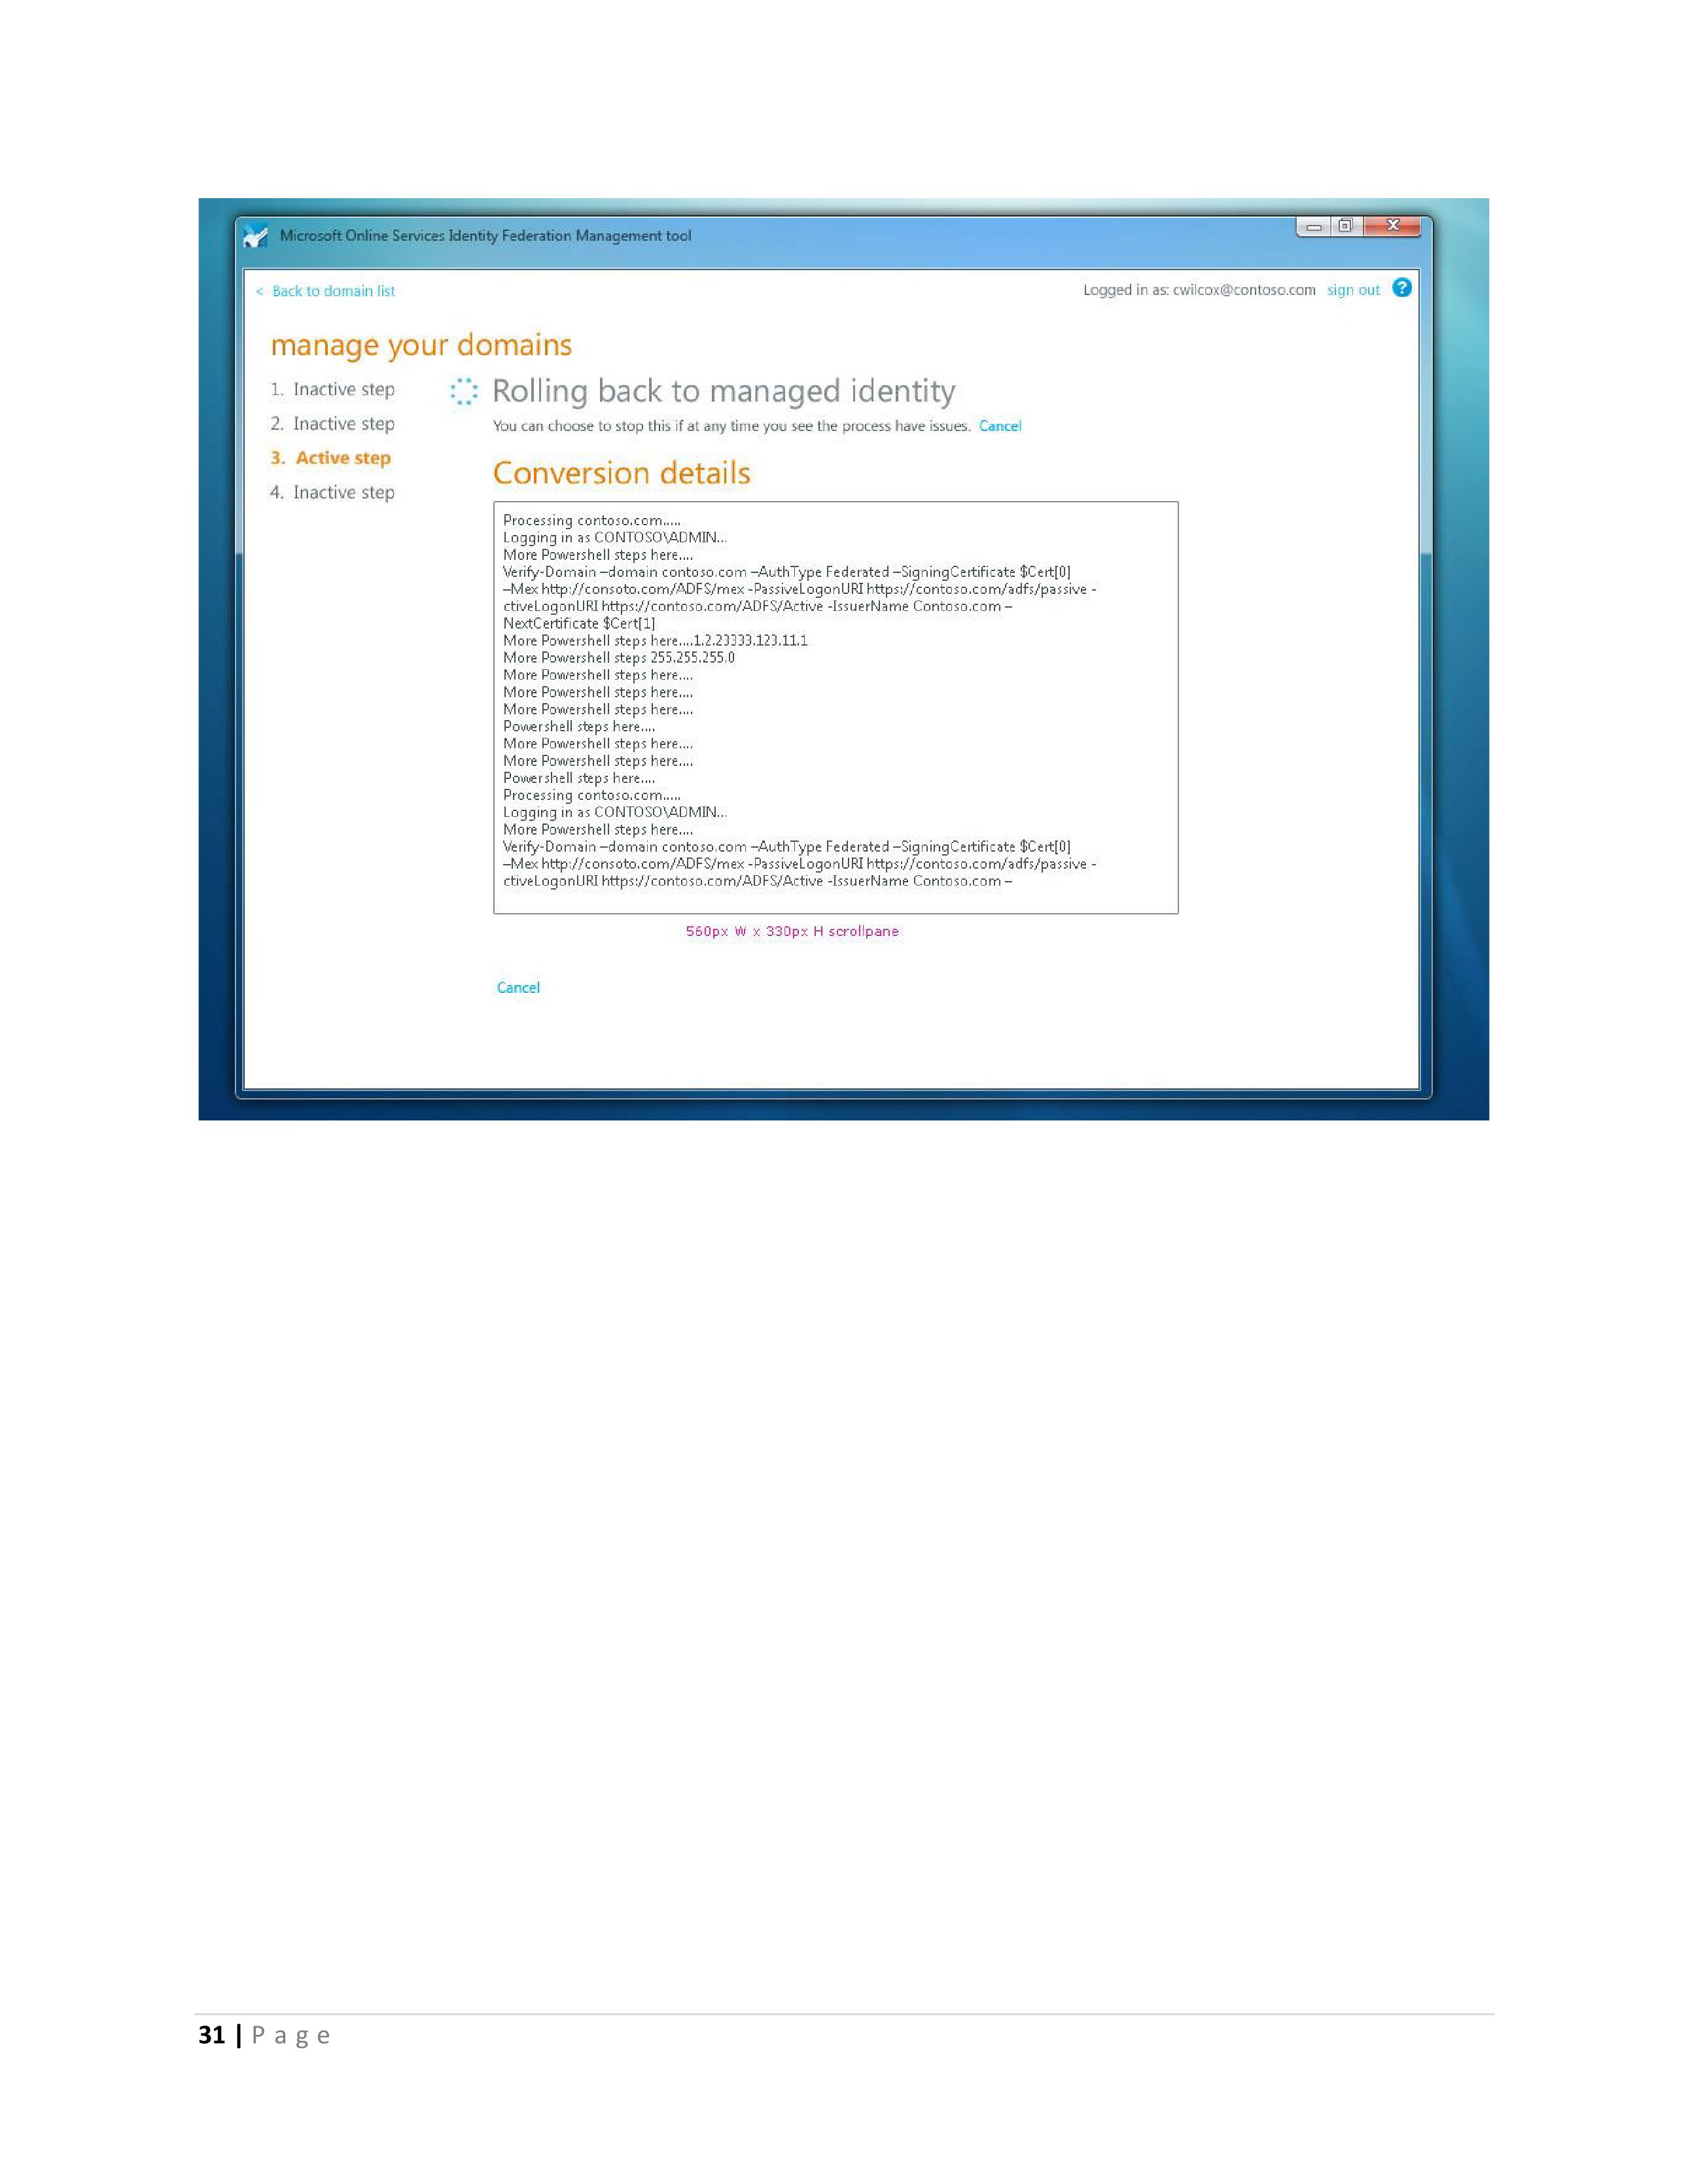 Microsoft Online Services Identity Federation Management tool
< Back to domain list
Logged in as: cwilcox@contoso.com sign out ?
manage your domains
1. Inactive step
2. Inactive step
3. Active step
4. Inactive step
Rolling back to managed identity
You can choose to stop this if at any time you see the process have issues. Cancel
Conversion details
Processing contoso.com.....
Logging in as CONTOSO\ADMIN...
More Powershell steps here....
Verify-Domain –domain contoso.com –AuthType Federated –SigningCertificate $Cert[0]
–Mex http://consoto.com/ADFS/mex -PassiveLogonURI https://contoso.com/adfs/passive -
ctiveLogonURI https://contoso.com/ADFS/Active -IssuerName Contoso.com –
NextCertificate $Cert[1]
More Powershell steps here....1.2.23333.123.11.1
More Powershell steps 255.255.255.0
More Powershell steps here....
More Powershell steps here....
More Powershell steps here....
Powershell steps here....
More Powershell steps here....
More Powershell steps here....
Powershell steps here....
Processing contoso.com.....
Logging in as CONTOSO\ADMIN...
More Powershell steps here....
Verify-Domain –domain contoso.com –AuthType Federated –SigningCertificate $Cert[0]
–Mex http://consoto.com/ADFS/mex -PassiveLogonURI https://contoso.com/adfs/passive -
ctiveLogonURI https://contoso.com/ADFS/Active -IssuerName Contoso.com –
560px W x 330px H scrollpane
Cancel
31 | Page